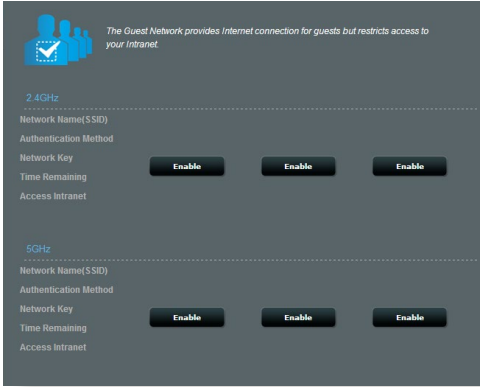 The Guest Network provides Internet connection for guests but restricts access to
your Intranet.
2.4GHz
Network Name(SSID)
Authentication Method
Network Key
Enable Enable Enable
Time Remaining
Access Intranet
5GHz
Network Name(SSID)
Authentication Method
Network Key
Enable Enable Enable
Time Remaining
Access Intranet